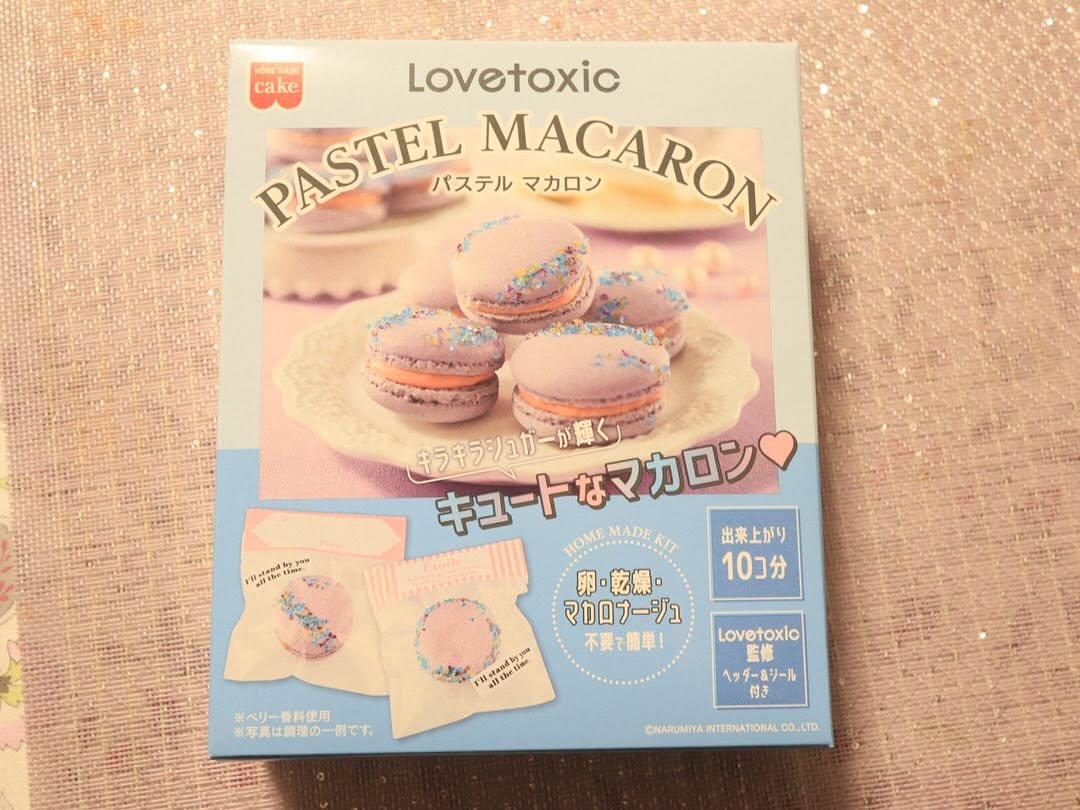 HOME MADE
cake
Lovetoxic
PASTEL MACARON
パステル マカロン
キラキラシュガーが輝く
キュートなマカロン
I'll stand by you
all the time.
Etoile
I'll stand by you
all the time.
HOME MADE KIT
卵・乾燥・
マカロナージュ
不要で簡単!
出来上がり
10コ分
Lovetoxic
監修
ヘッダー&シール
付き
※ベリー香料使用
※写真は調理の一例です。
©NARUMIYA INTERNATIONAL CO.,LTD.